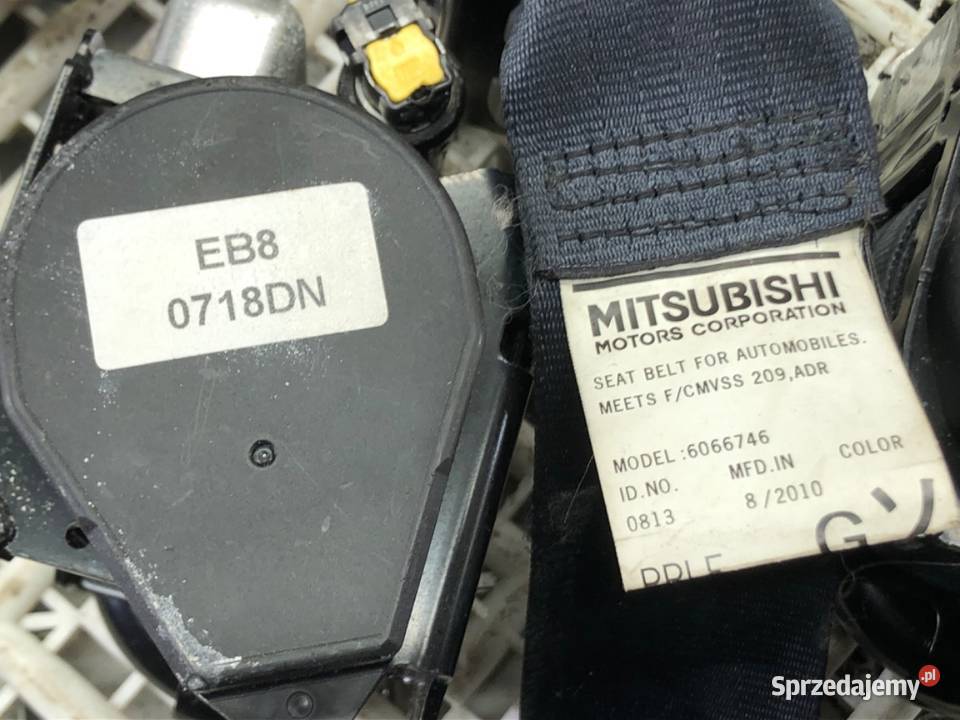 EB8
0718DN
MITSUBISHI
MOTORS CORPORATION
SEAT BELT FOR AUTOMOBILES.
MEETS F/CMVSS 209,ADR
MODEL:6066746
ID.NO. MFD.IN COLOR
0813 8/2010
Sprzedajemy.pl